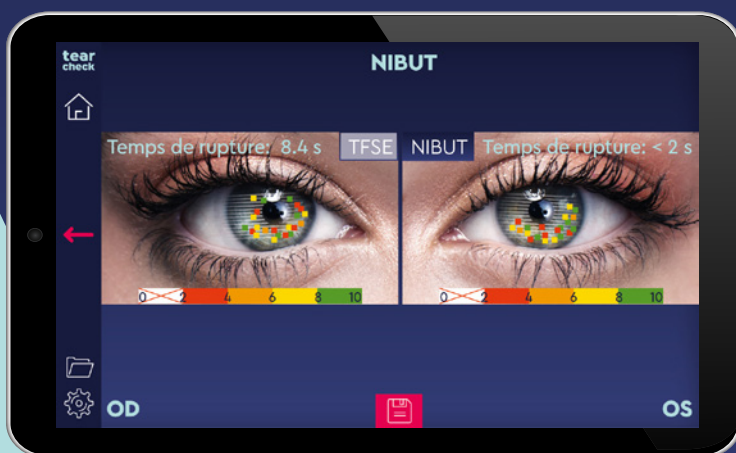 tear
check
NIBUT
Temps de rupture: 8.4 s
TFSE
NIBUT
Temps de rupture: < 2 s
0 2 4 6 8 10
0 2 4 6 8 10
OD
OS